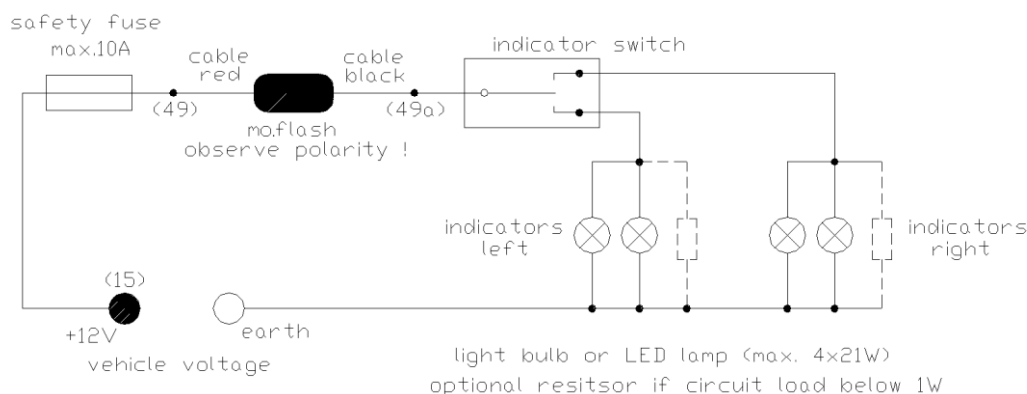 safety fuse
max.10A
cable
red
cable
black
indicator switch
(49)
(49a)
mo.flash
observe polarity !
indicators
left
indicators
right
(15)
+12V
earth
vehicle voltage
light bulb or LED lamp (max. 4x21W)
optional resitsor if circuit load below 1W